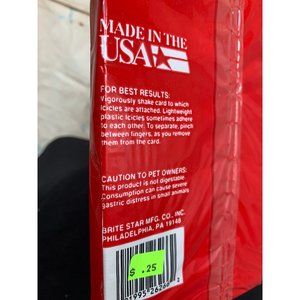 MADE IN THE
USA
FOR BEST RESULTS:
Vigorously shake card to which
icicles are attached. Lightweight
plastic icicles sometimes adhere
to each other. To separate, pinch
between fingers, as you remove
them from the card.
CAUTION TO PET OWNERS:
This product is not digestable.
Consumption can cause severe
gastric distress in small animals
BRITE STAR MFG. CO., INC.
PHILADELPHIA, PA 19148
$ .25